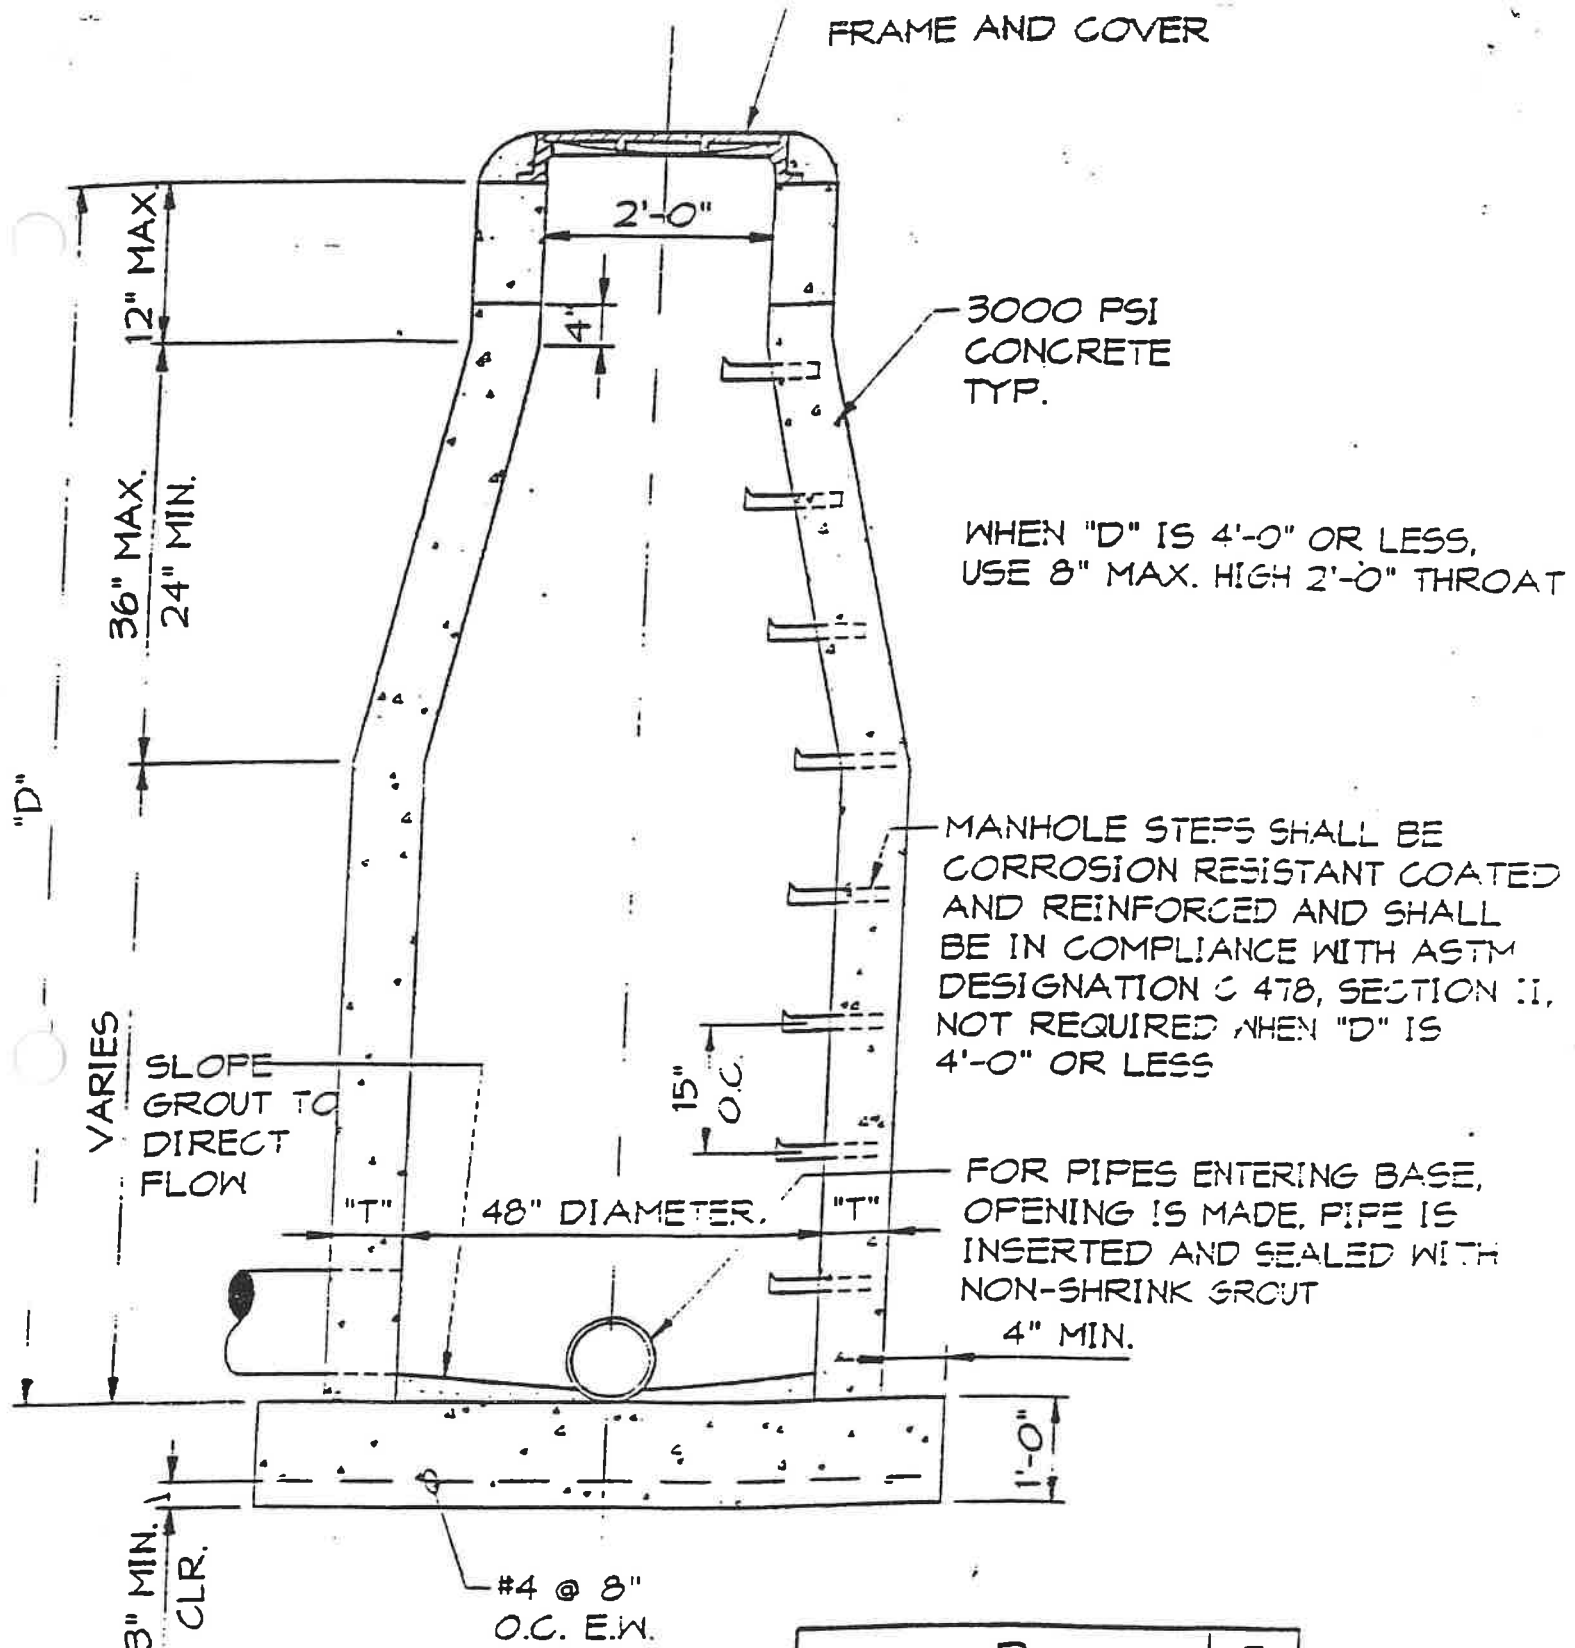 FRAME AND COVER
12" MAX.
2'-0"
4"
3000 PSI
CONCRETE
TYP.
36" MAX.
24" MIN.
WHEN "D" IS 4'-0" OR LESS,
USE 8" MAX. HIGH 2'-0" THROAT
"D"
MANHOLE STEPS SHALL BE
CORROSION RESISTANT COATED
AND REINFORCED AND SHALL
BE IN COMPLIANCE WITH ASTM
DESIGNATION C 478, SECTION 11,
NOT REQUIRED WHEN "D" IS
4'-0" OR LESS
VARIES
SLOPE
GROUT TO
DIRECT
FLOW
15"
O.C.
"T"
48" DIAMETER.
"T"
FOR PIPES ENTERING BASE,
OPENING IS MADE, PIPE IS
INSERTED AND SEALED WITH
NON-SHRINK GROUT
4" MIN.
1'-0"
3" MIN.
CLR.
#4 @ 8"
O.C. E.W.